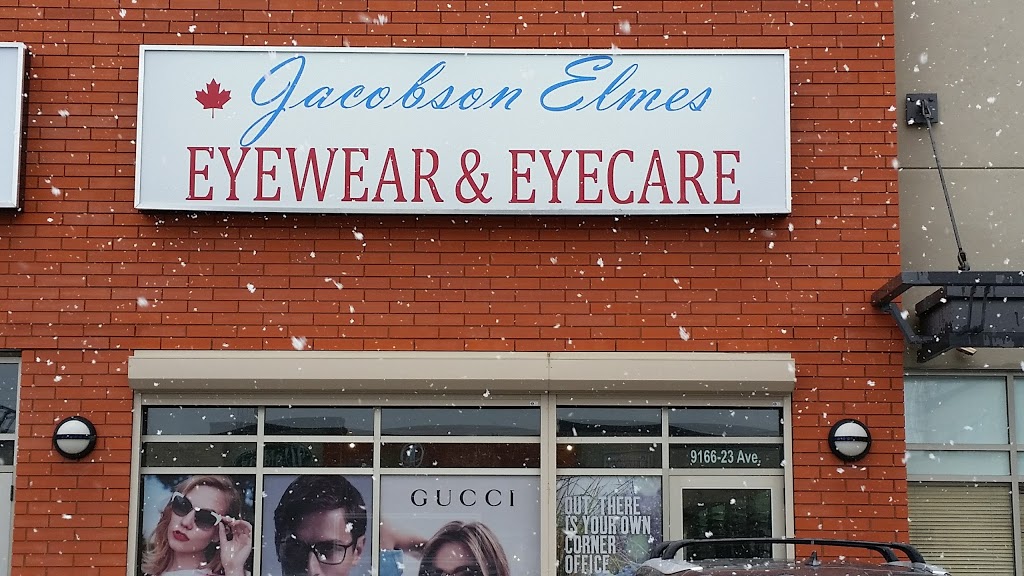 Jacobson Elmes
EYEWEAR & EYECARE
9166-23 Ave.
GUCCI
OUT THERE
IS YOUR OWN
CORNER
OFFICE